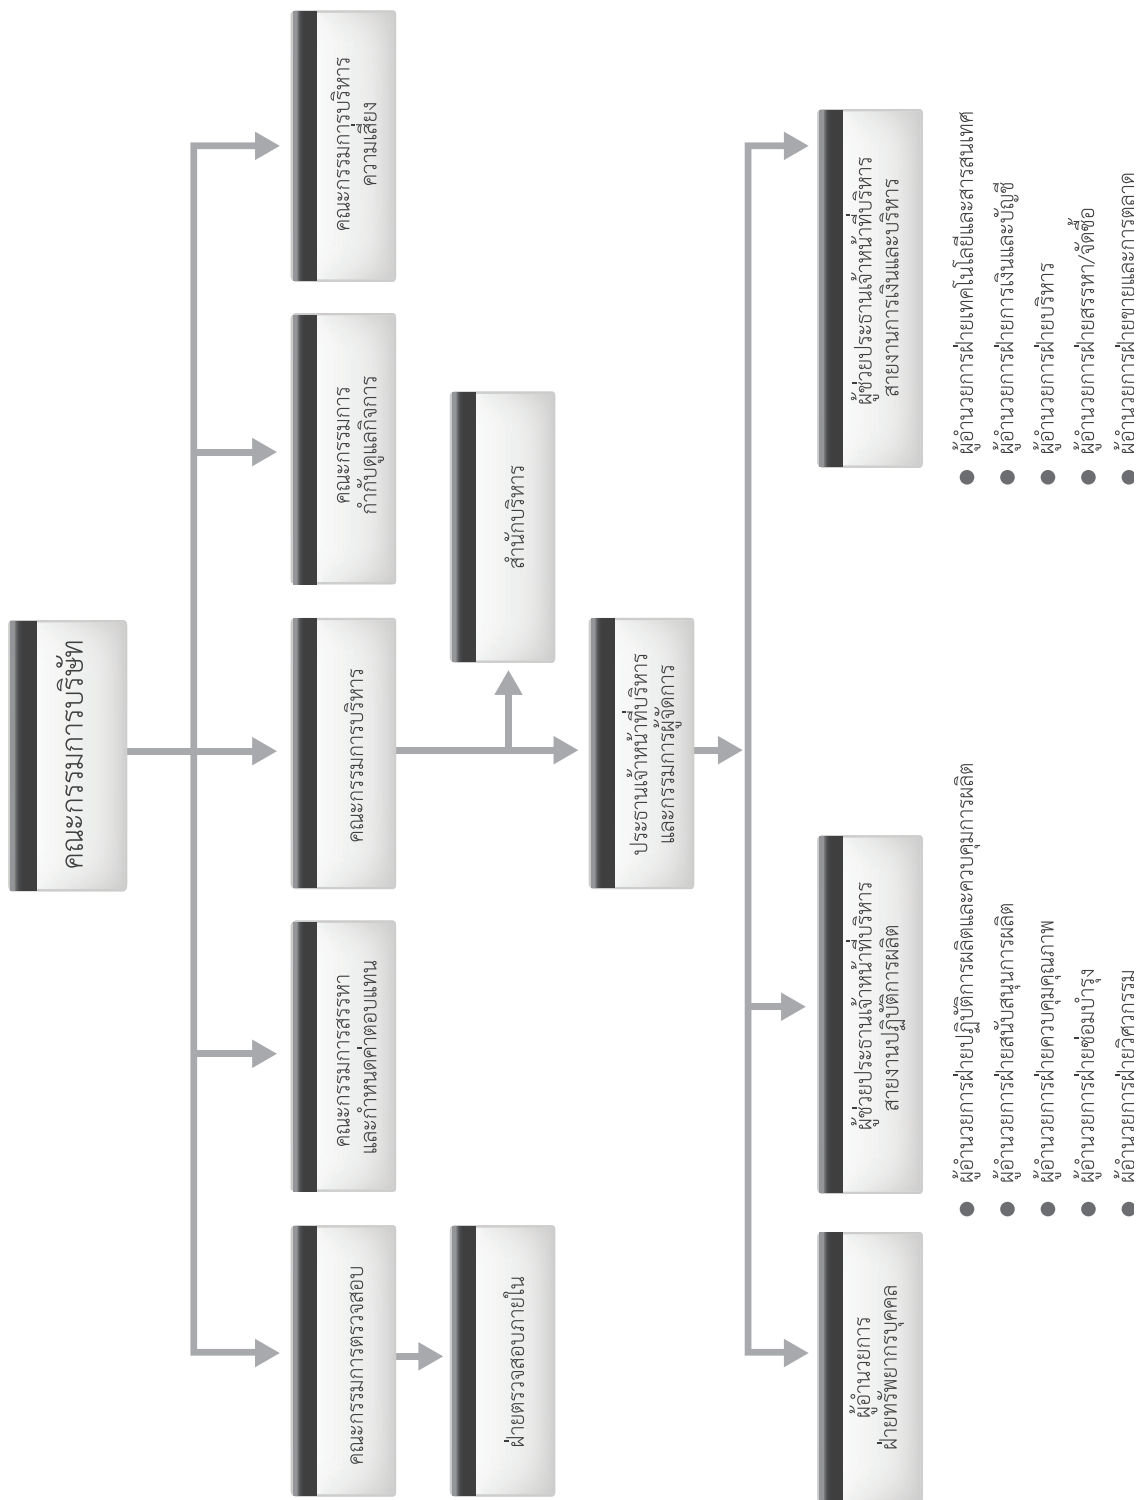 คณะกรรมการบริษัท
คณะกรรมการตรวจสอบ
คณะกรรมการสรรหา
และกำหนดค่าตอบแทน
คณะกรรมการบริหาร
คณะกรรมการ
กำกับดูแลกิจการ
คณะกรรมการบริหาร
ความเสี่ยง
ฝ่ายตรวจสอบภายใน
สำนักบริหาร
ประธานเจ้าหน้าที่บริหาร
และกรรมการผู้จัดการ
ผู้อำนวยการ
ฝ่ายทรัพยากรบุคคล
ผู้ช่วยประธานเจ้าหน้าที่บริหาร
สายงานปฏิบัติการผลิต
● ผู้อำนวยการฝ่ายปฏิบัติการผลิตและควบคุมการผลิต
● ผู้อำนวยการฝ่ายสนับสนุนการผลิต
● ผู้อำนวยการฝ่ายควบคุมคุณภาพ
● ผู้อำนวยการฝ่ายซ่อมบำรุง
● ผู้อำนวยการฝ่ายวิศวกรรม
ผู้ช่วยประธานเจ้าหน้าที่บริหาร
สายงานการเงินและบริหาร
● ผู้อำนวยการฝ่ายเทคโนโลยีและสารสนเทศ
● ผู้อำนวยการฝ่ายการเงินและบัญชี
● ผู้อำนวยการฝ่ายบริหาร
● ผู้อำนวยการฝ่ายสรรหา/จัดซื้อ
● ผู้อำนวยการฝ่ายขายและการตลาด